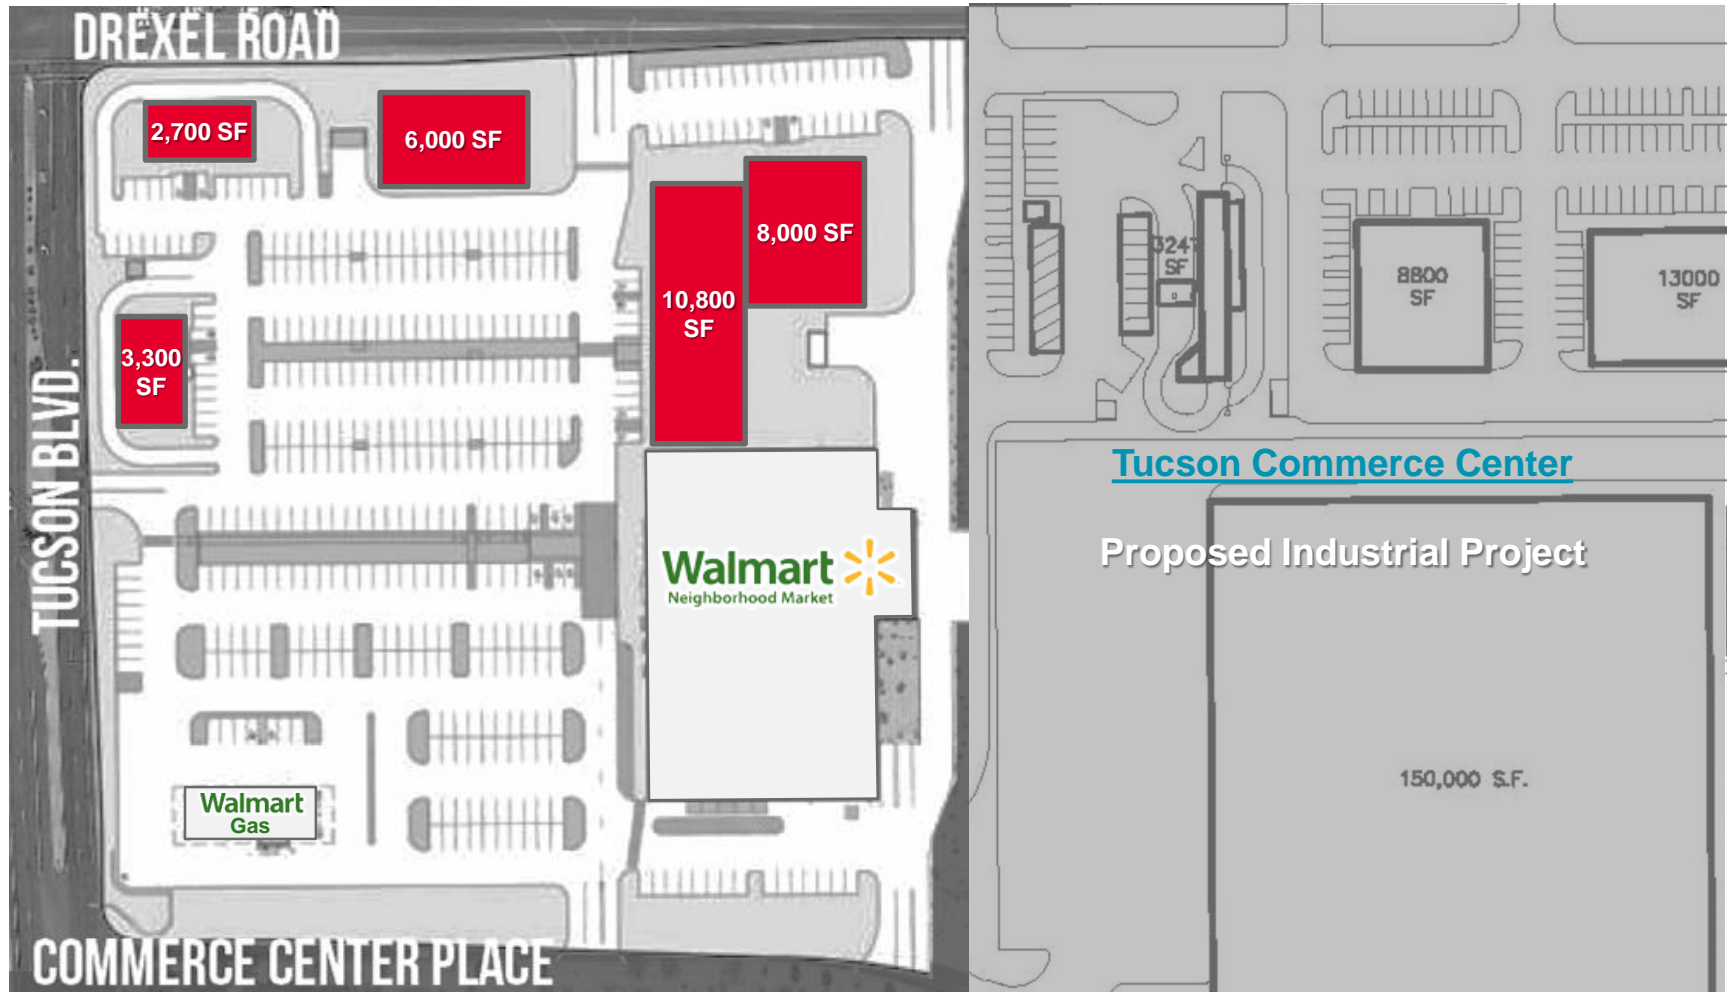 DREXEL ROAD
2,700 SF
6,000 SF
8,000 SF
10,800
SF
3,300
SF
TUCSON BLVD.
Walmart
Neighborhood Market
Walmart
Gas
COMMERCE CENTER PLACE
3247
SF
8800
SF
13000
SF
Tucson Commerce Center
Proposed Industrial Project
150,000 S.F.